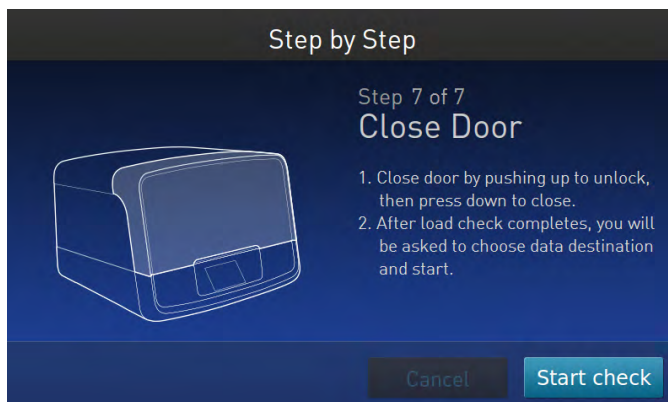 Step by Step
Step 7 of 7
Close Door
1. Close door by pushing up to unlock,
then press down to close.
2. After load check completes, you will
be asked to choose data destination
and start.
Cancel
Start check